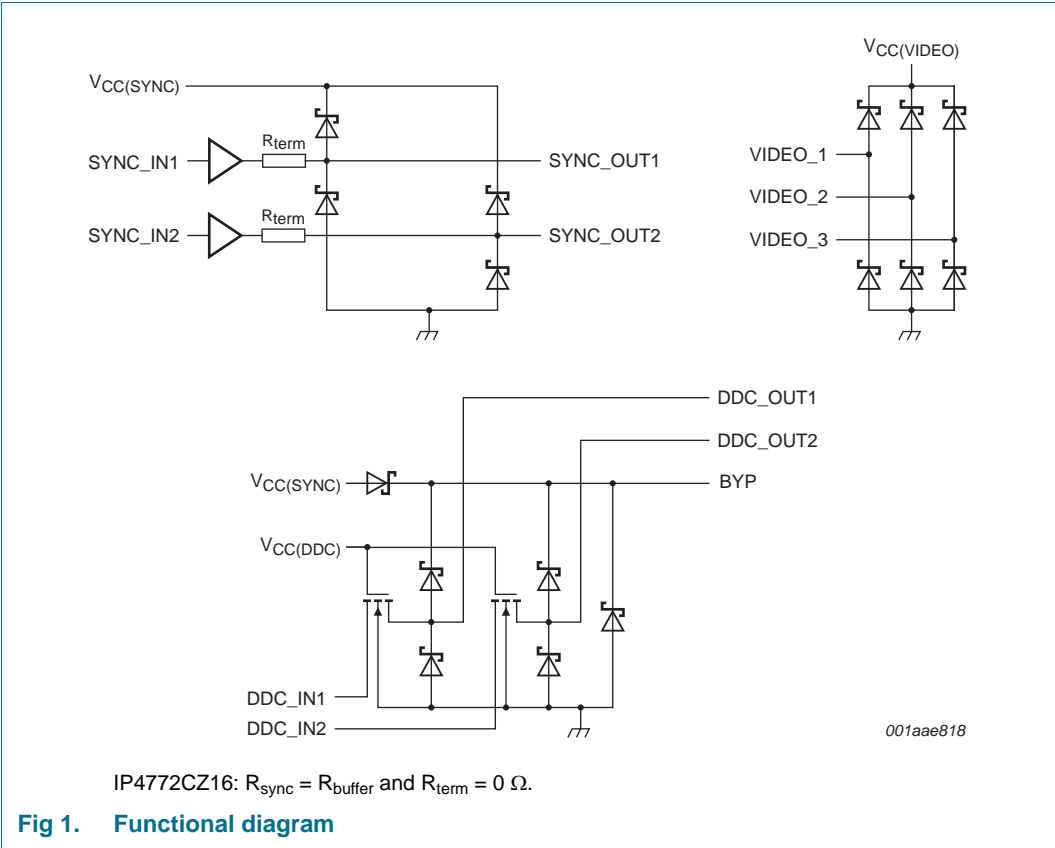 VCC(SYNC)
VCC(VIDEO)
Rterm
SYNC_IN1
SYNC_OUT1
VIDEO_1
VIDEO_2
Rterm
SYNC_IN2
SYNC_OUT2
VIDEO_3
DDC_OUT1
DDC_OUT2
VCC(SYNC)
BYP
VCC(DDC)
DDC_IN1
DDC_IN2
001aae818
IP4772CZ16: Rsync = Rbuffer and Rterm = 0 Ω.
Fig 1. Functional diagram